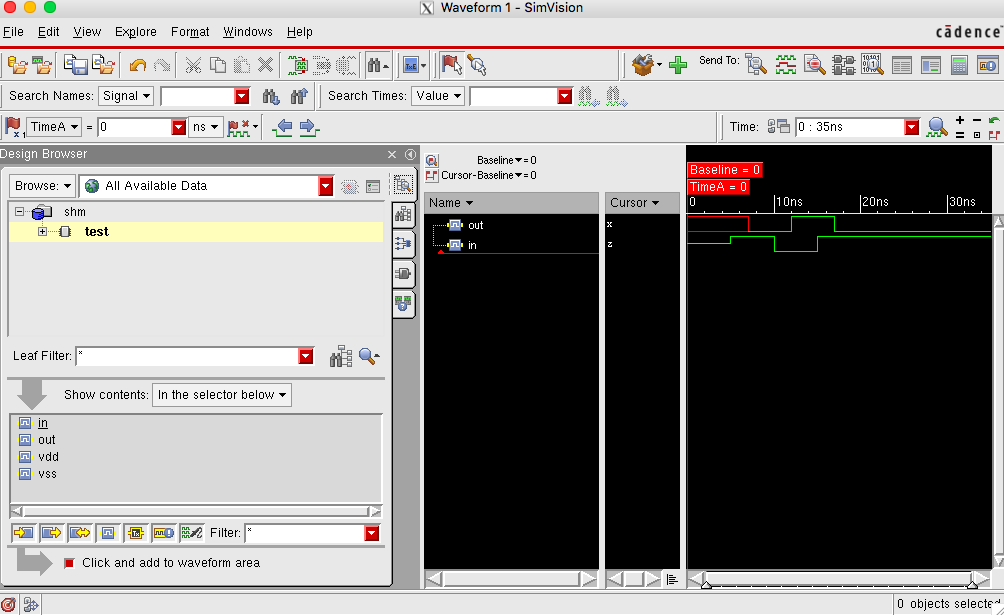 Waveform 1 - SimVision
File Edit View Explore Format Windows Help
cādence
Send To:
Search Names: Signal
Search Times: Value
x1 TimeA = 0 ns
Time: 0 : 35ns
Design Browser
Browse: All Available Data
shm
test
Leaf Filter: *
Show contents: In the selector below
in
out
vdd
vss
Filter: *
Click and add to waveform area
Baseline = 0
Cursor-Baseline = 0
Name Cursor
out x
in z
Baseline = 0
TimeA = 0
0 10ns 20ns 30ns
0 objects selected